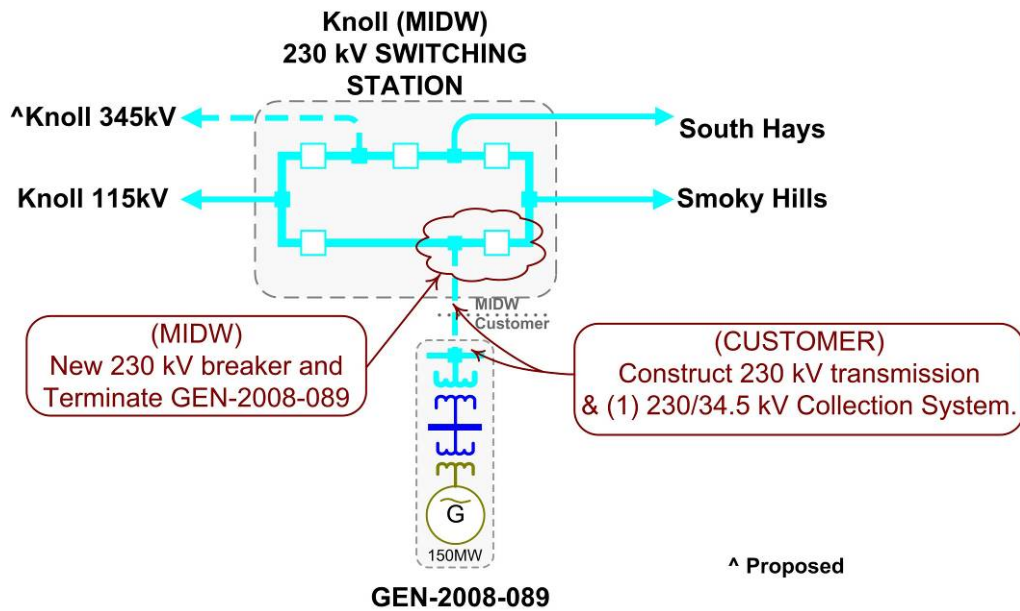 Knoll (MIDW)
230 kV SWITCHING
STATION
^Knoll 345kV
South Hays
Knoll 115kV
Smoky Hills
MIDW
Customer
(MIDW)
New 230 kV breaker and
Terminate GEN-2008-089
(CUSTOMER)
Construct 230 kV transmission
& (1) 230/34.5 kV Collection System.
G
150MW
^ Proposed
GEN-2008-089